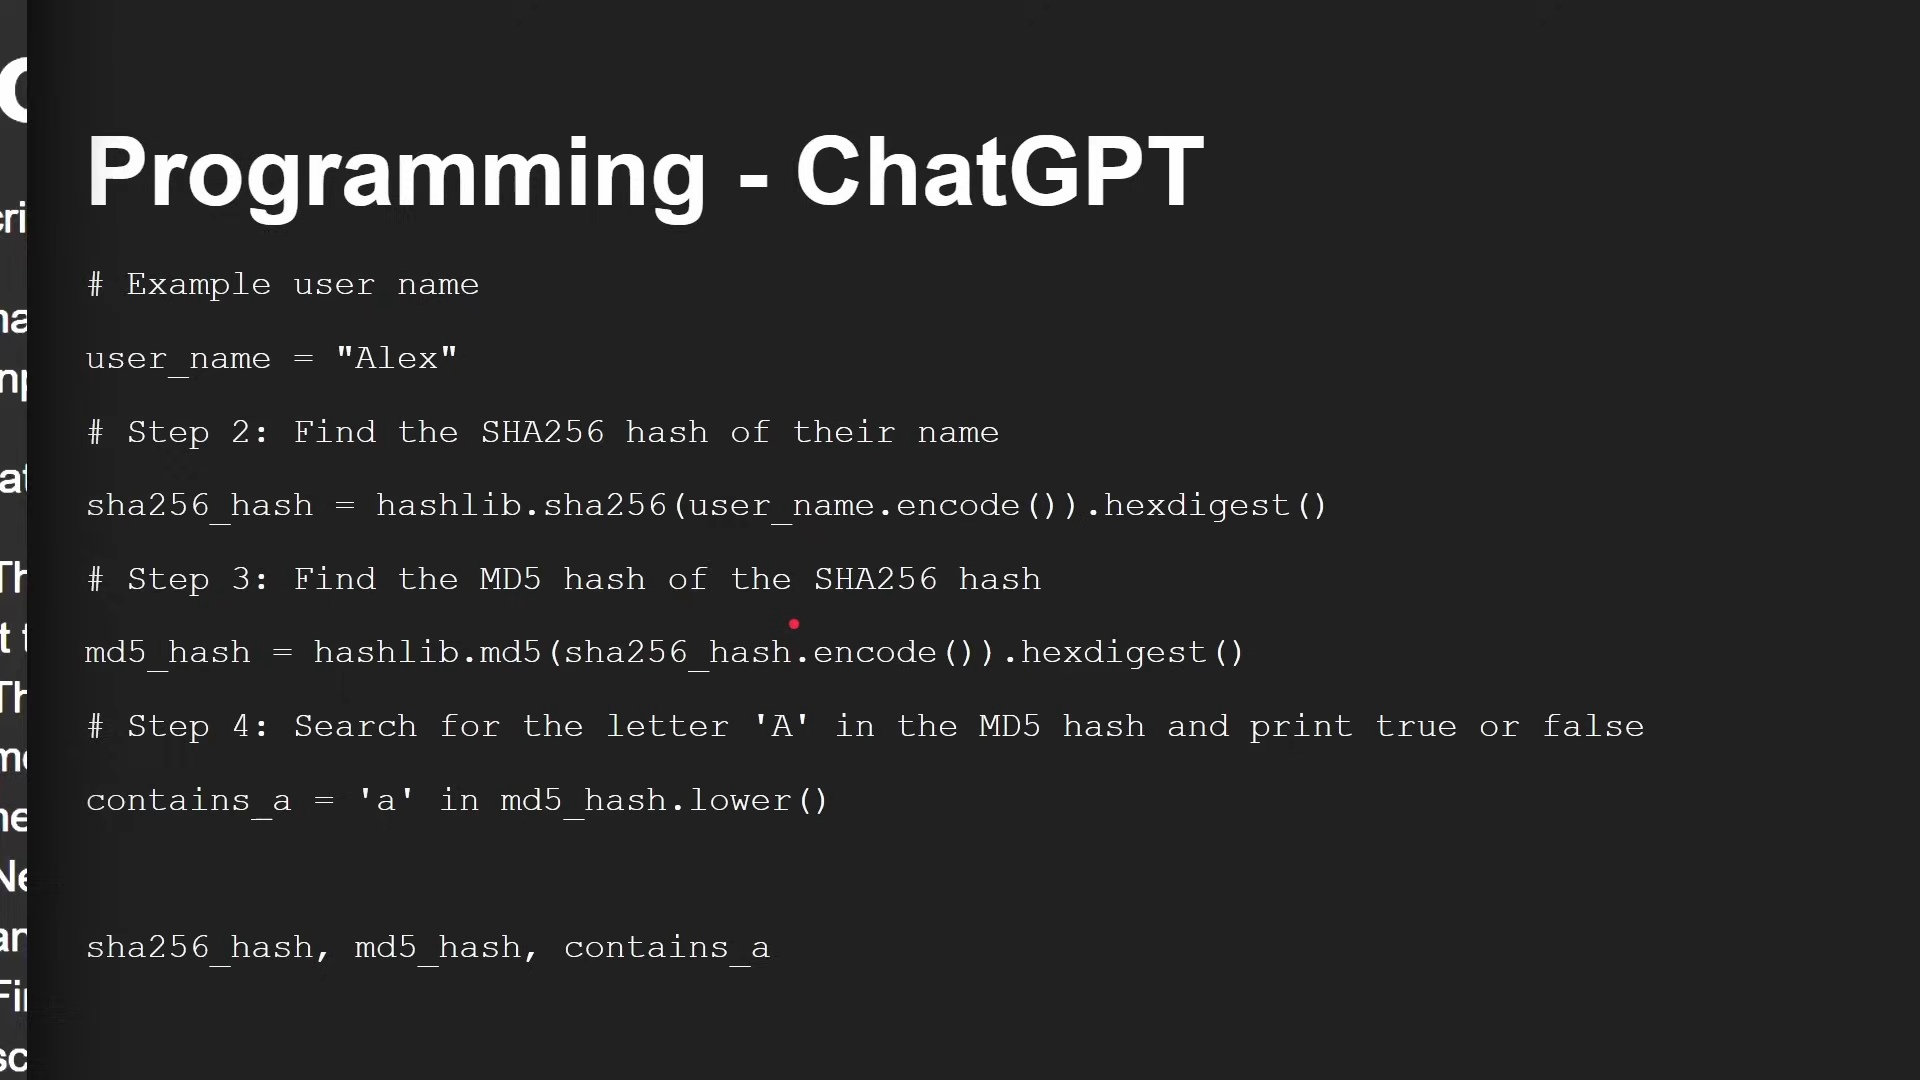 Programming - ChatGPT
# Example user name
user_name = "Alex"
# Step 2: Find the SHA256 hash of their name
sha256_hash = hashlib.sha256(user_name.encode()).hexdigest()
# Step 3: Find the MD5 hash of the SHA256 hash
md5_hash = hashlib.md5(sha256_hash.encode()).hexdigest()
# Step 4: Search for the letter 'A' in the MD5 hash and print true or false
contains_a = 'a' in md5_hash.lower()
sha256_hash, md5_hash, contains_a